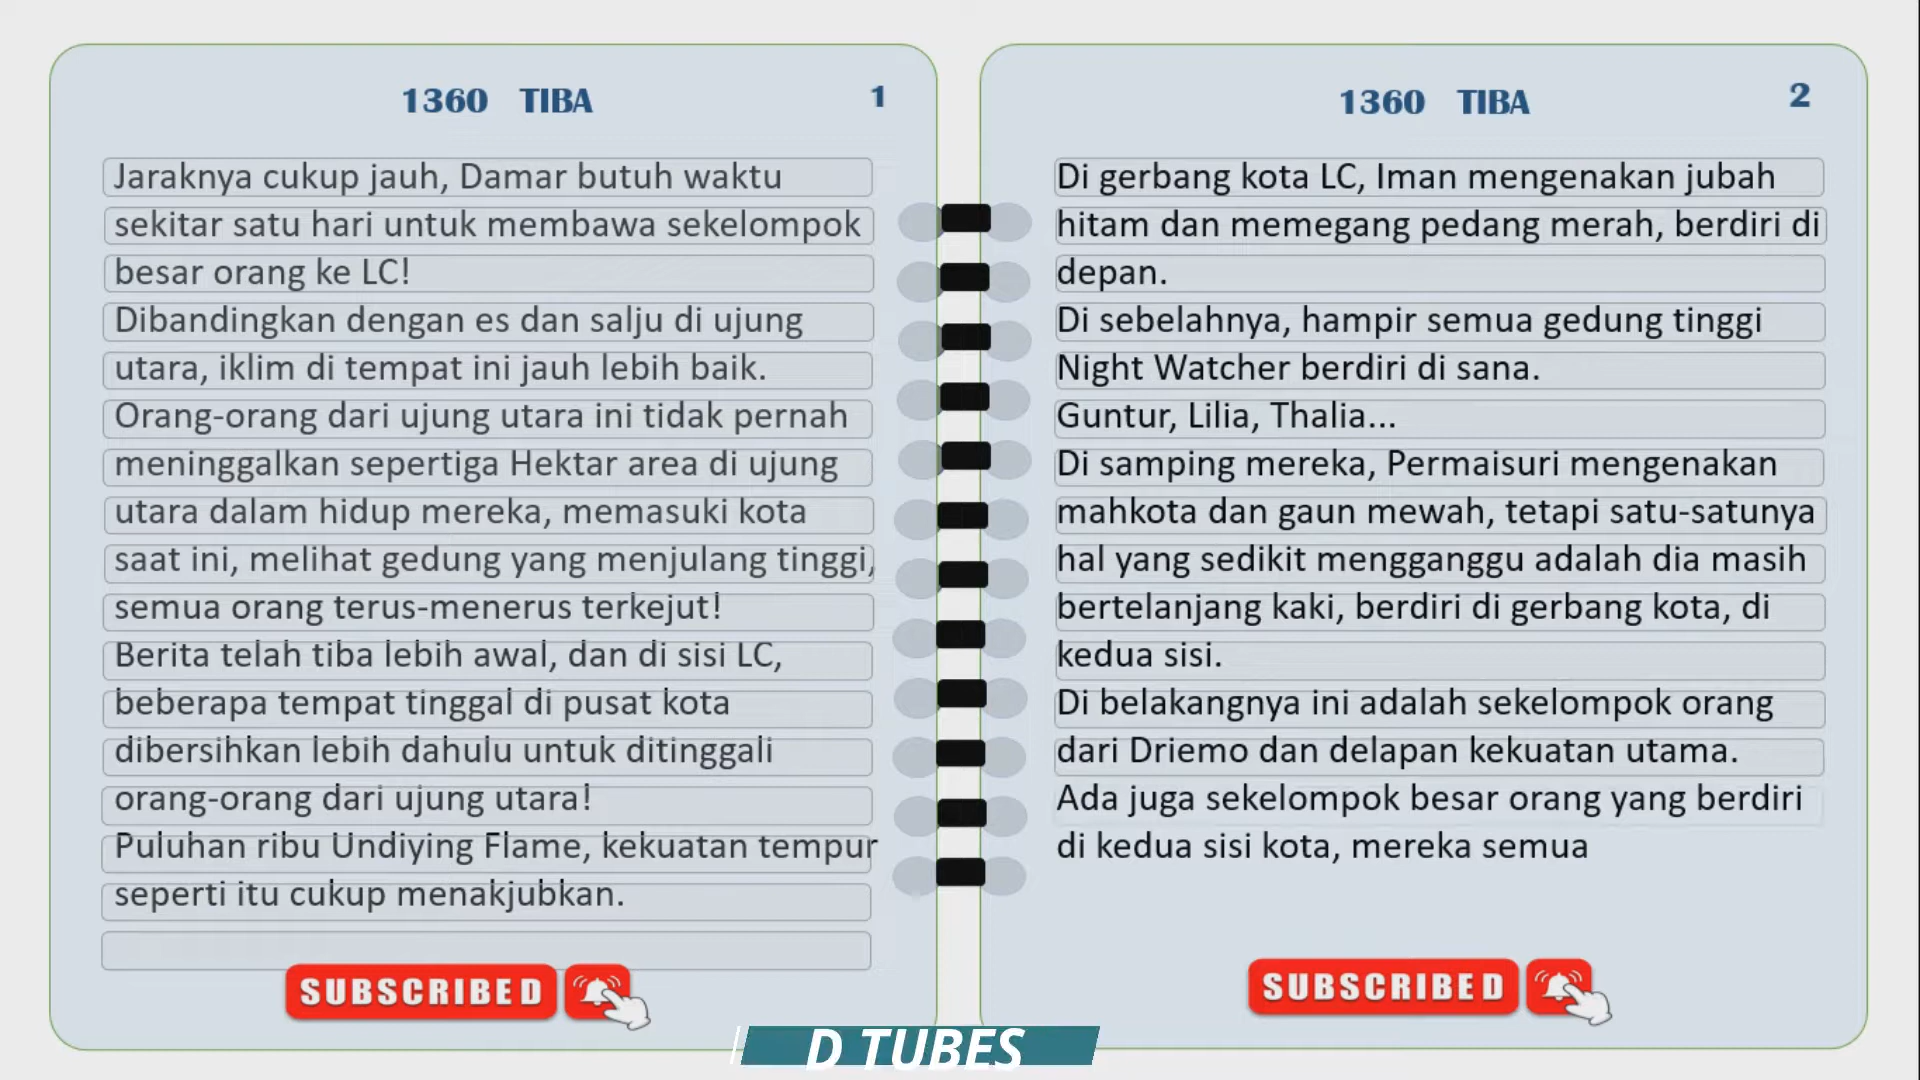 1360 TIBA
1
Jaraknya cukup jauh, Damar butuh waktu
sekitar satu hari untuk membawa sekelompok
besar orang ke LC!
Dibandingkan dengan es dan salju di ujung
utara, iklim di tempat ini jauh lebih baik.
Orang-orang dari ujung utara ini tidak pernah
meninggalkan sepertiga Hektar area di ujung
utara dalam hidup mereka, memasuki kota
saat ini, melihat gedung yang menjulang tinggi,
semua orang terus-menerus terkejut!
Berita telah tiba lebih awal, dan di sisi LC,
beberapa tempat tinggal di pusat kota
dibersihkan lebih dahulu untuk ditinggali
orang-orang dari ujung utara!
Puluhan ribu Undiying Flame, kekuatan tempur
seperti itu cukup menakjubkan.
SUBSCRIBED
1360 TIBA
2
Di gerbang kota LC, Iman mengenakan jubah
hitam dan memegang pedang merah, berdiri di
depan.
Di sebelahnya, hampir semua gedung tinggi
Night Watcher berdiri di sana.
Guntur, Lilia, Thalia...
Di samping mereka, Permaisuri mengenakan
mahkota dan gaun mewah, tetapi satu-satunya
hal yang sedikit mengganggu adalah dia masih
bertelanjang kaki, berdiri di gerbang kota, di
kedua sisi.
Di belakangnya ini adalah sekelompok orang
dari Driemo dan delapan kekuatan utama.
Ada juga sekelompok besar orang yang berdiri
di kedua sisi kota, mereka semua
SUBSCRIBED
D TUBES